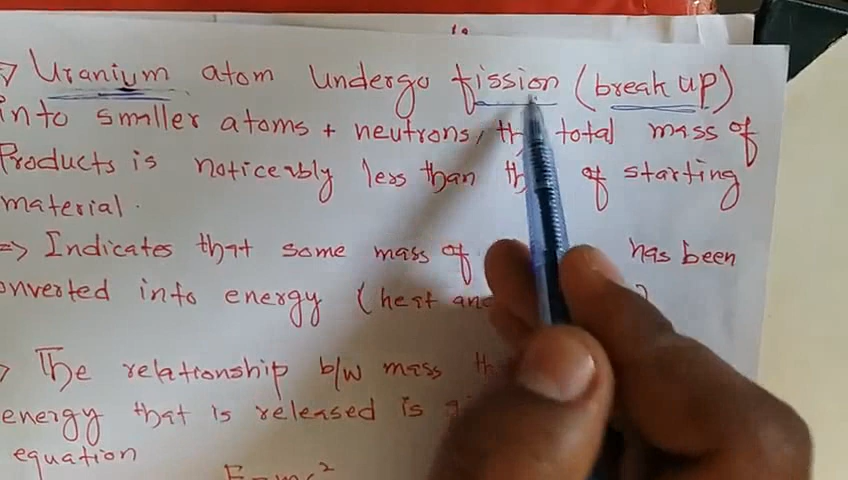 Uranium atom undergo fission (break up)
into smaller atoms + neutrons, total mass of
Products is noticebly less than of starting
material.
=> Indicates that some mass of has been
onverted into energy (heat
The relationship b/w mass
energy that is released is
equation
E=mc²